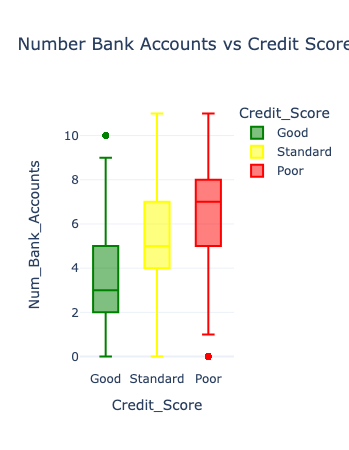 Number Bank Accounts vs Credit Score
Credit_Score
Good
Standard
Poor
Num_Bank_Accounts
10
8
6
4
2
0
Good Standard Poor
Credit_Score